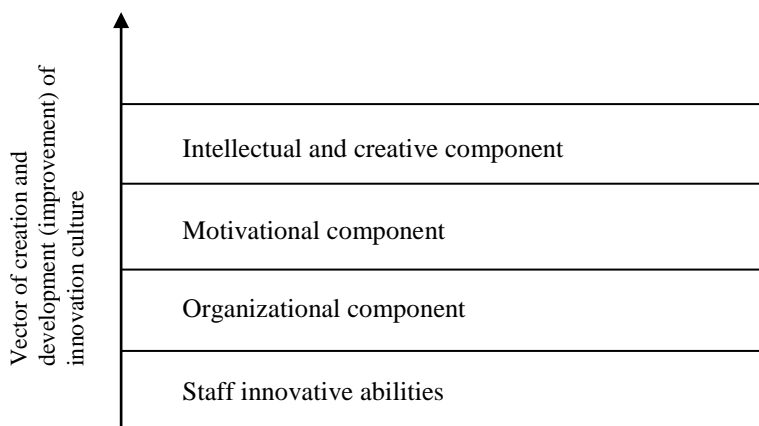 Vector of creation and
development (improvement) of
innovation culture
Intellectual and creative component
Motivational component
Organizational component
Staff innovative abilities